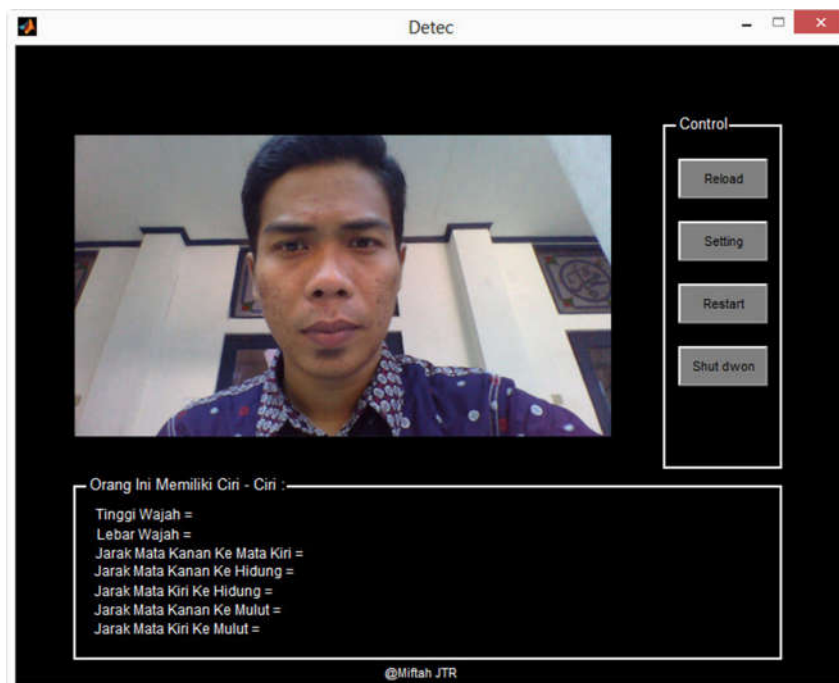 Detec
Control
Reload
Setting
Restart
Shut dwon
Orang Ini Memiliki Ciri - Ciri :
Tinggi Wajah =
Lebar Wajah =
Jarak Mata Kanan Ke Mata Kiri =
Jarak Mata Kanan Ke Hidung =
Jarak Mata Kiri Ke Hidung =
Jarak Mata Kanan Ke Mulut =
Jarak Mata Kiri Ke Mulut =
@Miftah JTR